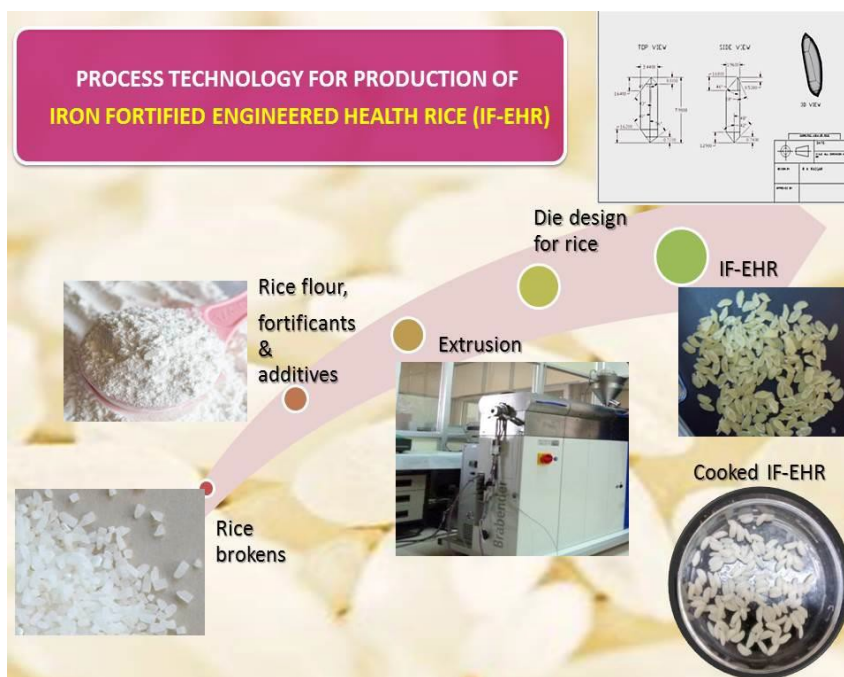 PROCESS TECHNOLOGY FOR PRODUCTION OF
IRON FORTIFIED ENGINEERED HEALTH RICE (IF-EHR)
TOP VIEW
SIDE VIEW
3D VIEW
Die design
for rice
IF-EHR
Rice flour,
fortificants
&
additives
Extrusion
Brabender
Cooked IF-EHR
Rice
brokens